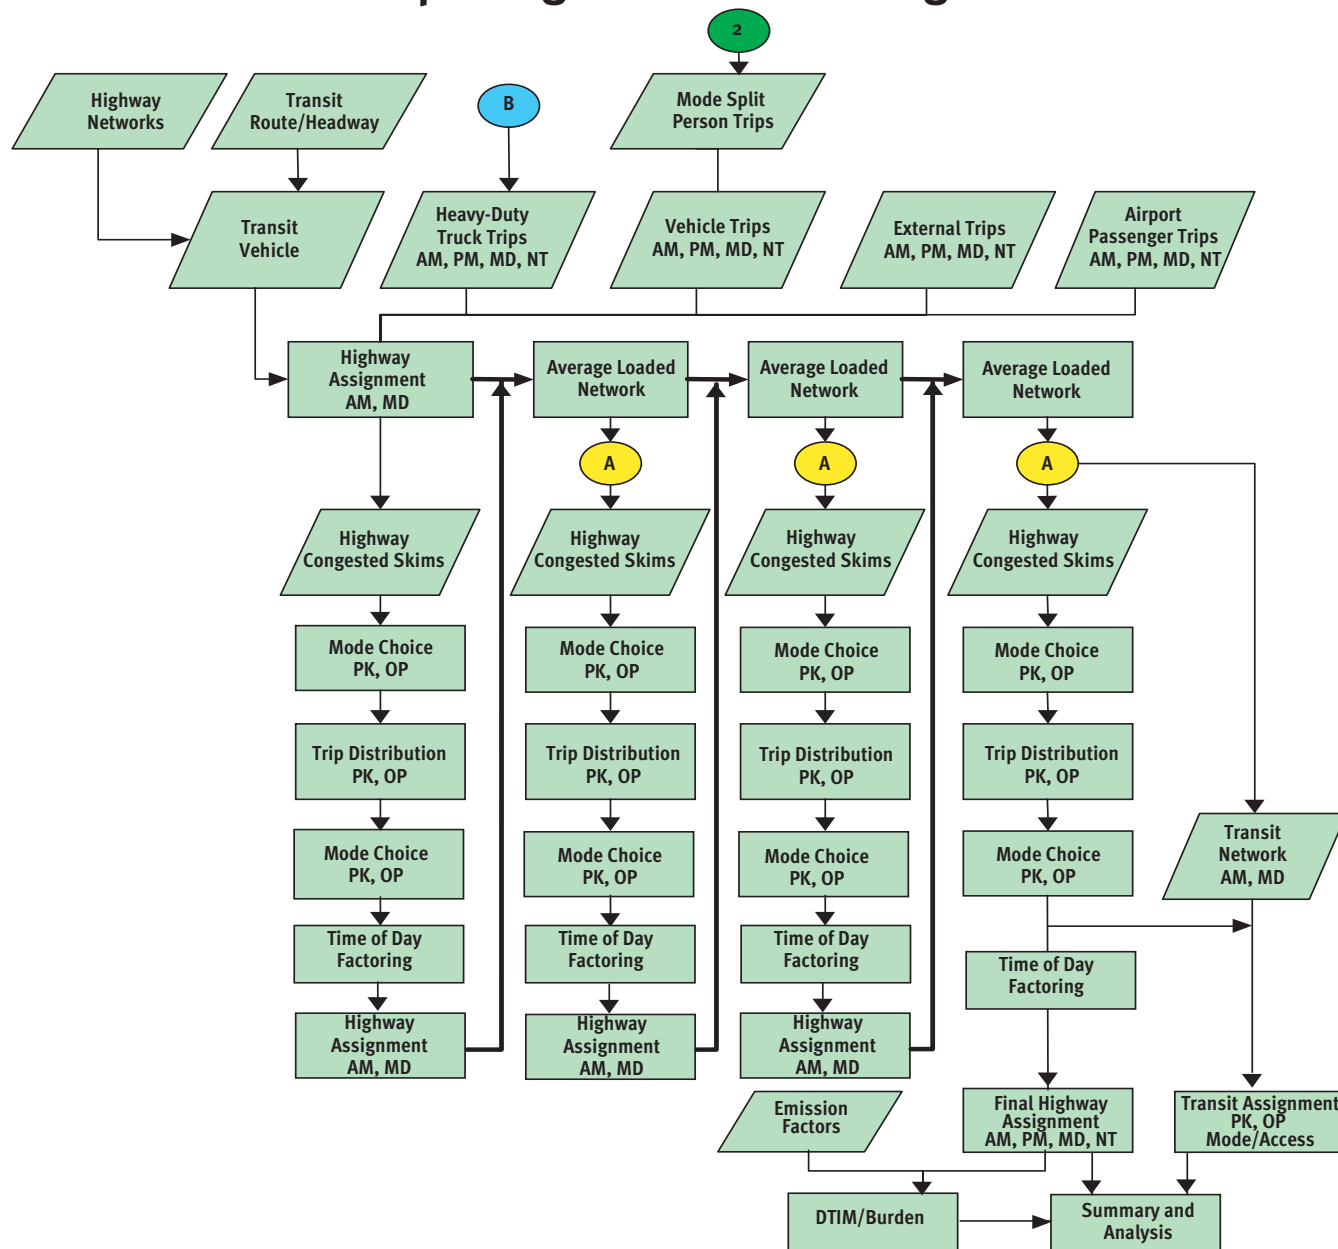 2
Highway
Networks
Transit
Route/Headway
B
Mode Split
Person Trips
Transit
Vehicle
Heavy-Duty
Truck Trips
AM, PM, MD, NT
Vehicle Trips
AM, PM, MD, NT
External Trips
AM, PM, MD, NT
Airport
Passenger Trips
AM, PM, MD, NT
Highway
Assignment
AM, MD
Average Loaded
Network
Average Loaded
Network
Average Loaded
Network
A
A
A
Highway
Congested Skims
Highway
Congested Skims
Highway
Congested Skims
Highway
Congested Skims
Mode Choice
PK, OP
Mode Choice
PK, OP
Mode Choice
PK, OP
Mode Choice
PK, OP
Trip Distribution
PK, OP
Trip Distribution
PK, OP
Trip Distribution
PK, OP
Trip Distribution
PK, OP
Mode Choice
PK, OP
Mode Choice
PK, OP
Mode Choice
PK, OP
Mode Choice
PK, OP
Transit
Network
AM, MD
Time of Day
Factoring
Time of Day
Factoring
Time of Day
Factoring
Time of Day
Factoring
Highway
Assignment
AM, MD
Highway
Assignment
AM, MD
Highway
Assignment
AM, MD
Emission
Factors
Final Highway
Assignment
AM, PM, MD, NT
Transit Assignment
PK, OP
Mode/Access
DTIM/Burden
Summary and
Analysis